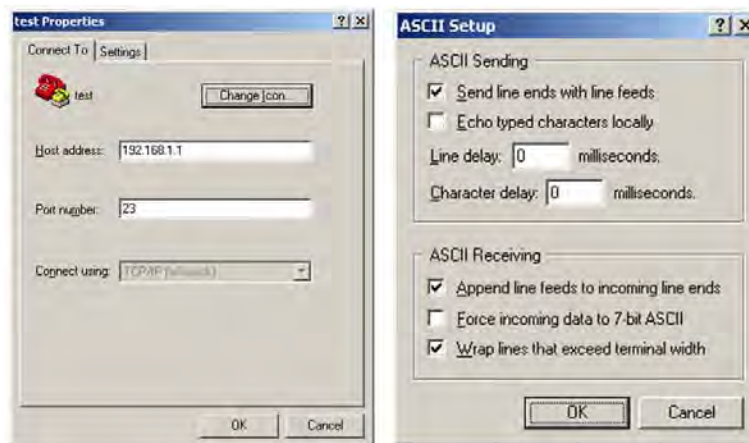 test Properties
Connect To
Settings
test
Change Icon...
Host address:
192.168.1.1
Port number:
23
Connect using:
TCP/IP (Winsock)
OK
Cancel
ASCII Setup
ASCII Sending
Send line ends with line feeds
Echo typed characters locally
Line delay: 0 milliseconds.
Character delay: 0 milliseconds.
ASCII Receiving
Append line feeds to incoming line ends
Force incoming data to 7-bit ASCII
Wrap lines that exceed terminal width
OK
Cancel